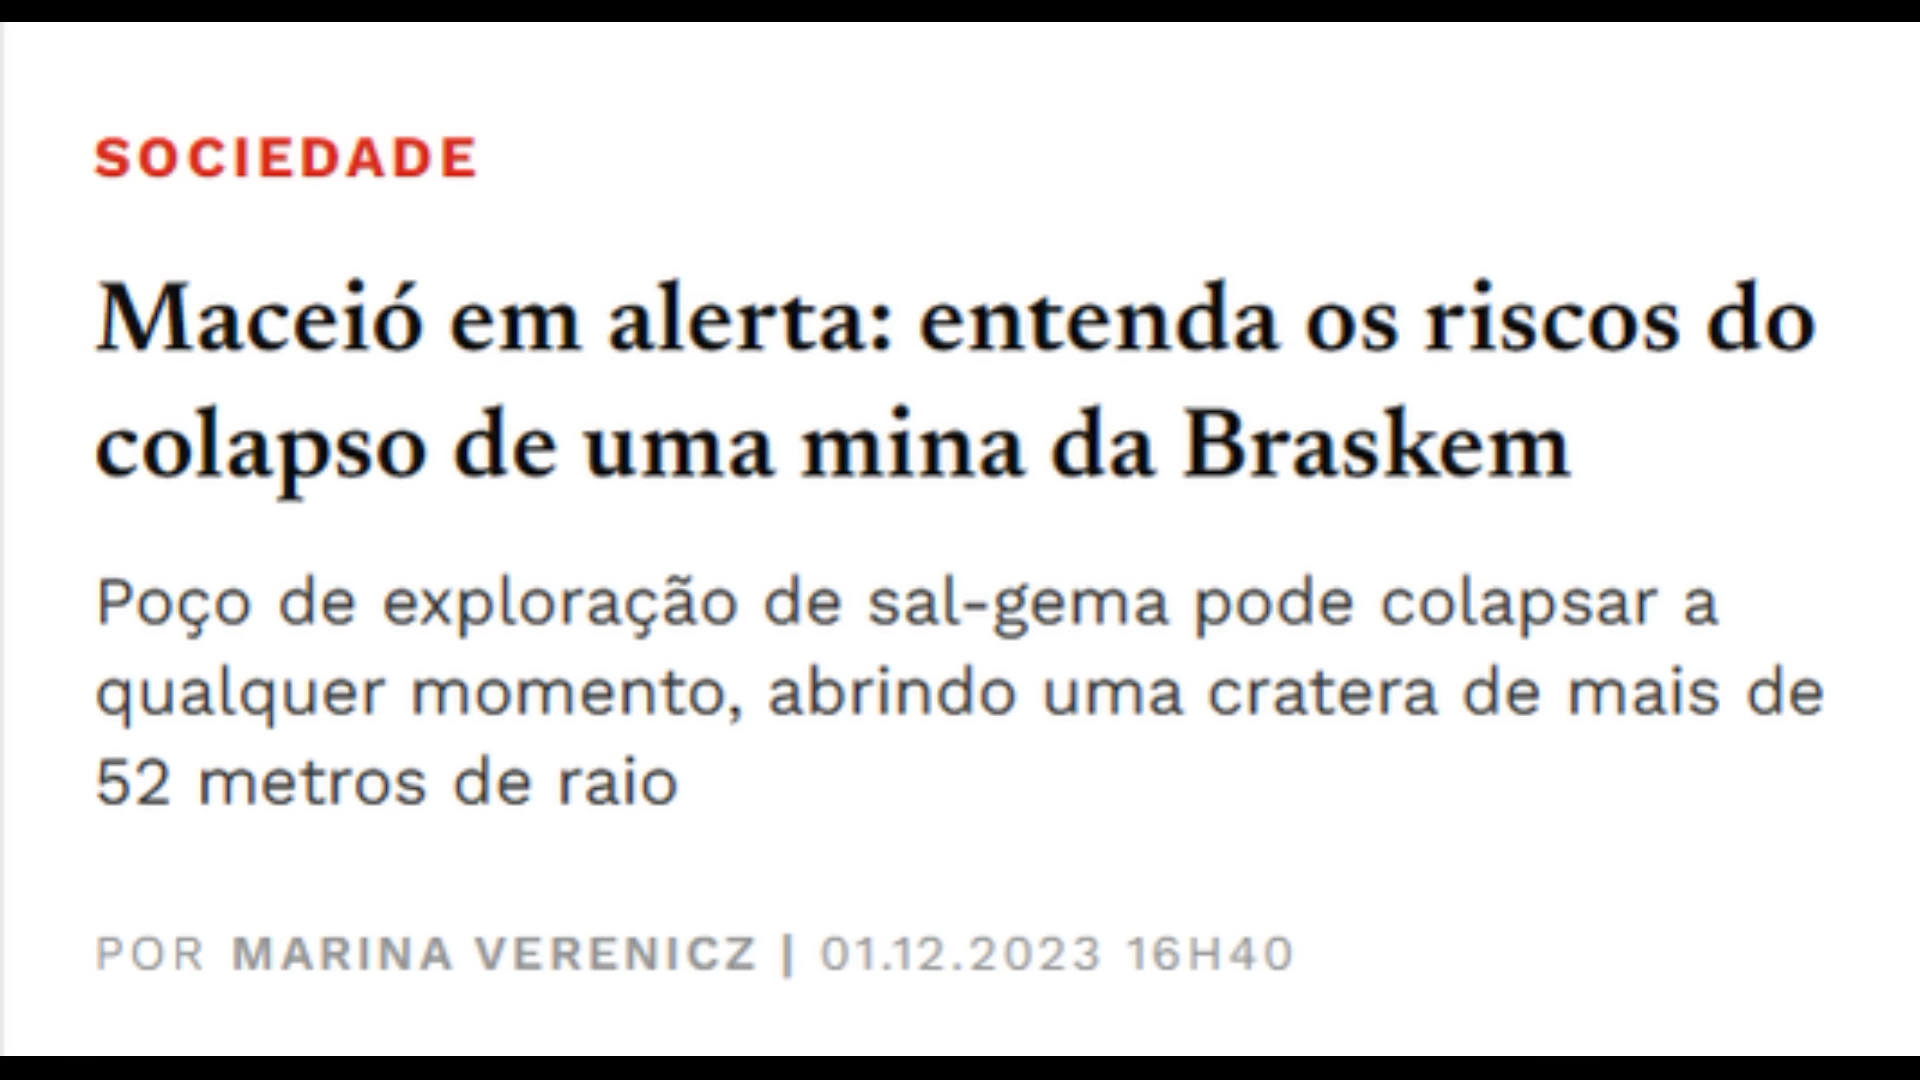 SOCIEDADE
Maceió em alerta: entenda os riscos do
colapso de uma mina da Braskem
Poço de exploração de sal-gema pode colapsar a
qualquer momento, abrindo uma cratera de mais de
52 metros de raio
POR MARINA VERENICZ | 01.12.2023 16H40